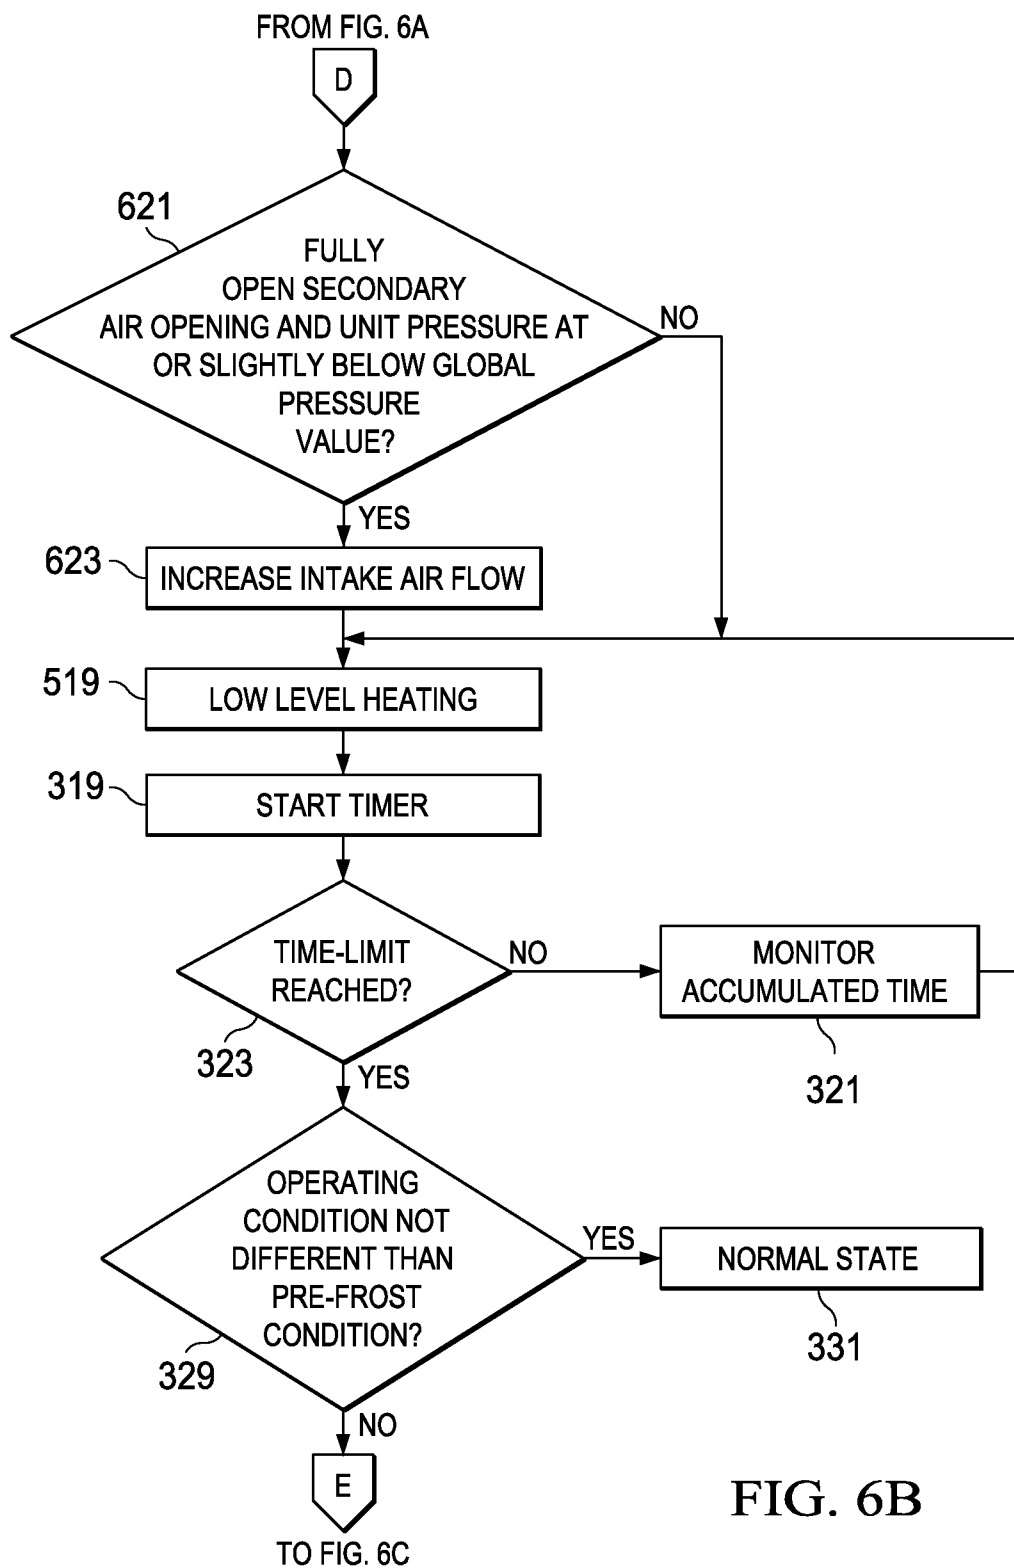 FROM FIG. 6A
D
621
FULLY
OPEN SECONDARY
AIR OPENING AND UNIT PRESSURE AT
OR SLIGHTLY BELOW GLOBAL
PRESSURE
VALUE?
NO
YES
623
INCREASE INTAKE AIR FLOW
519
LOW LEVEL HEATING
319
START TIMER
TIME-LIMIT
REACHED?
NO
MONITOR
ACCUMULATED TIME
323
YES
321
OPERATING
CONDITION NOT
DIFFERENT THAN
PRE-FROST
CONDITION?
YES
NORMAL STATE
329
331
NO
E
TO FIG. 6C
FIG. 6B